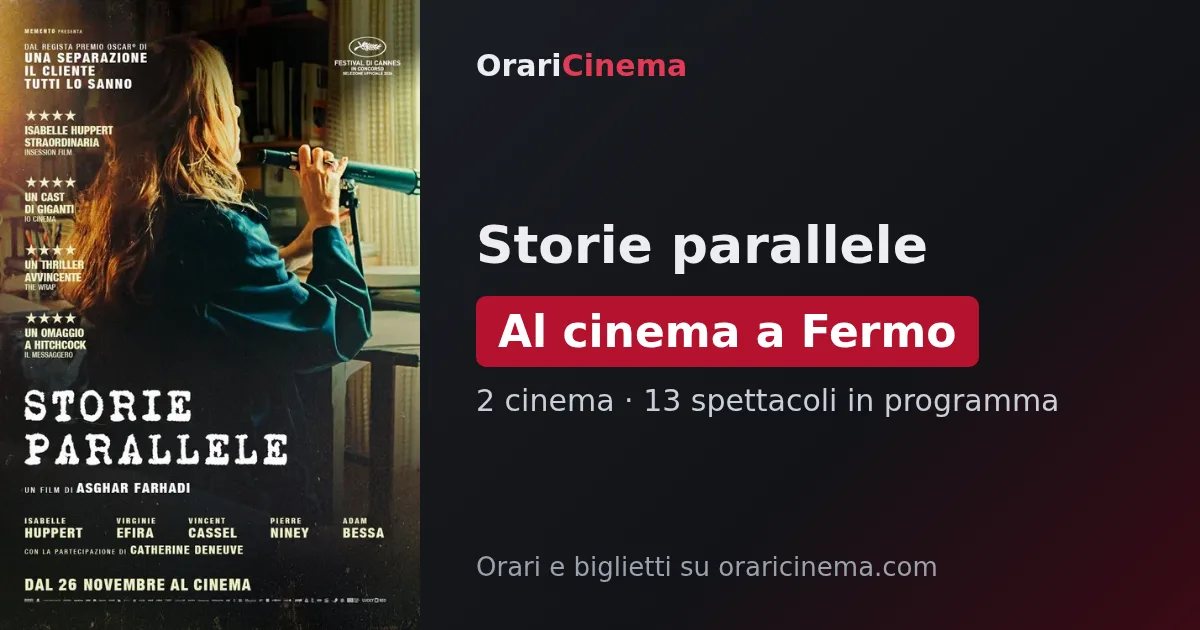 MEMENTO PRESENTA
DAL REGISTA PREMIO OSCAR® DI
UNA SEPARAZIONE
IL CLIENTE
TUTTI LO SANNO
FESTIVAL DI CANNES
IN CONCORSO
★★★★
ISABELLE HUPPERT
STRAORDINARIA
INSESSION FILM
★★★★
UN CAST
DI GIGANTI
IO CINEMA
★★★★
UN THRILLER
AVVINCENTE
THE WRAP
★★★★
UN OMAGGIO
A HITCHCOCK
IL MESSAGGERO
STORIE
PARALLELE
UN FILM DI ASGHAR FARHADI
ISABELLE HUPPERT
VIRGINIE EFIRA
VINCENT CASSEL
PIERRE NINEY
ADAM BESSA
CON LA PARTECIPAZIONE DI CATHERINE DENEUVE
DAL 26 NOVEMBRE AL CINEMA
OrariCinema
Storie parallele
Al cinema a Fermo
2 cinema · 13 spettacoli in programma
Orari e biglietti su oraricinema.com